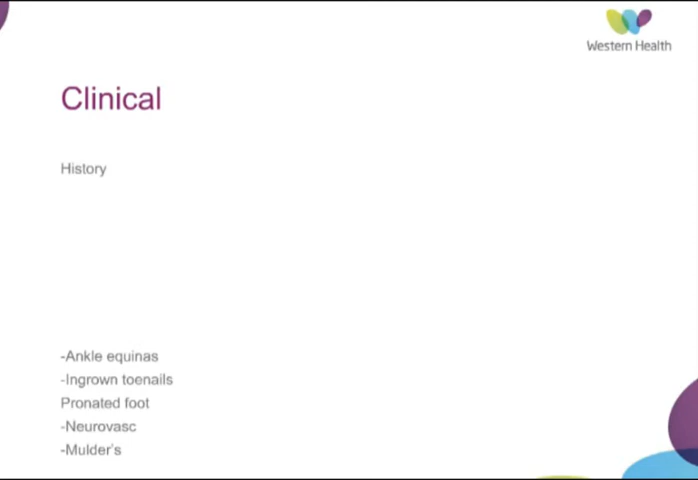 Western Health
Clinical
History
-Ankle equinas
-Ingrown toenails
Pronated foot
-Neurovasc
-Mulder's